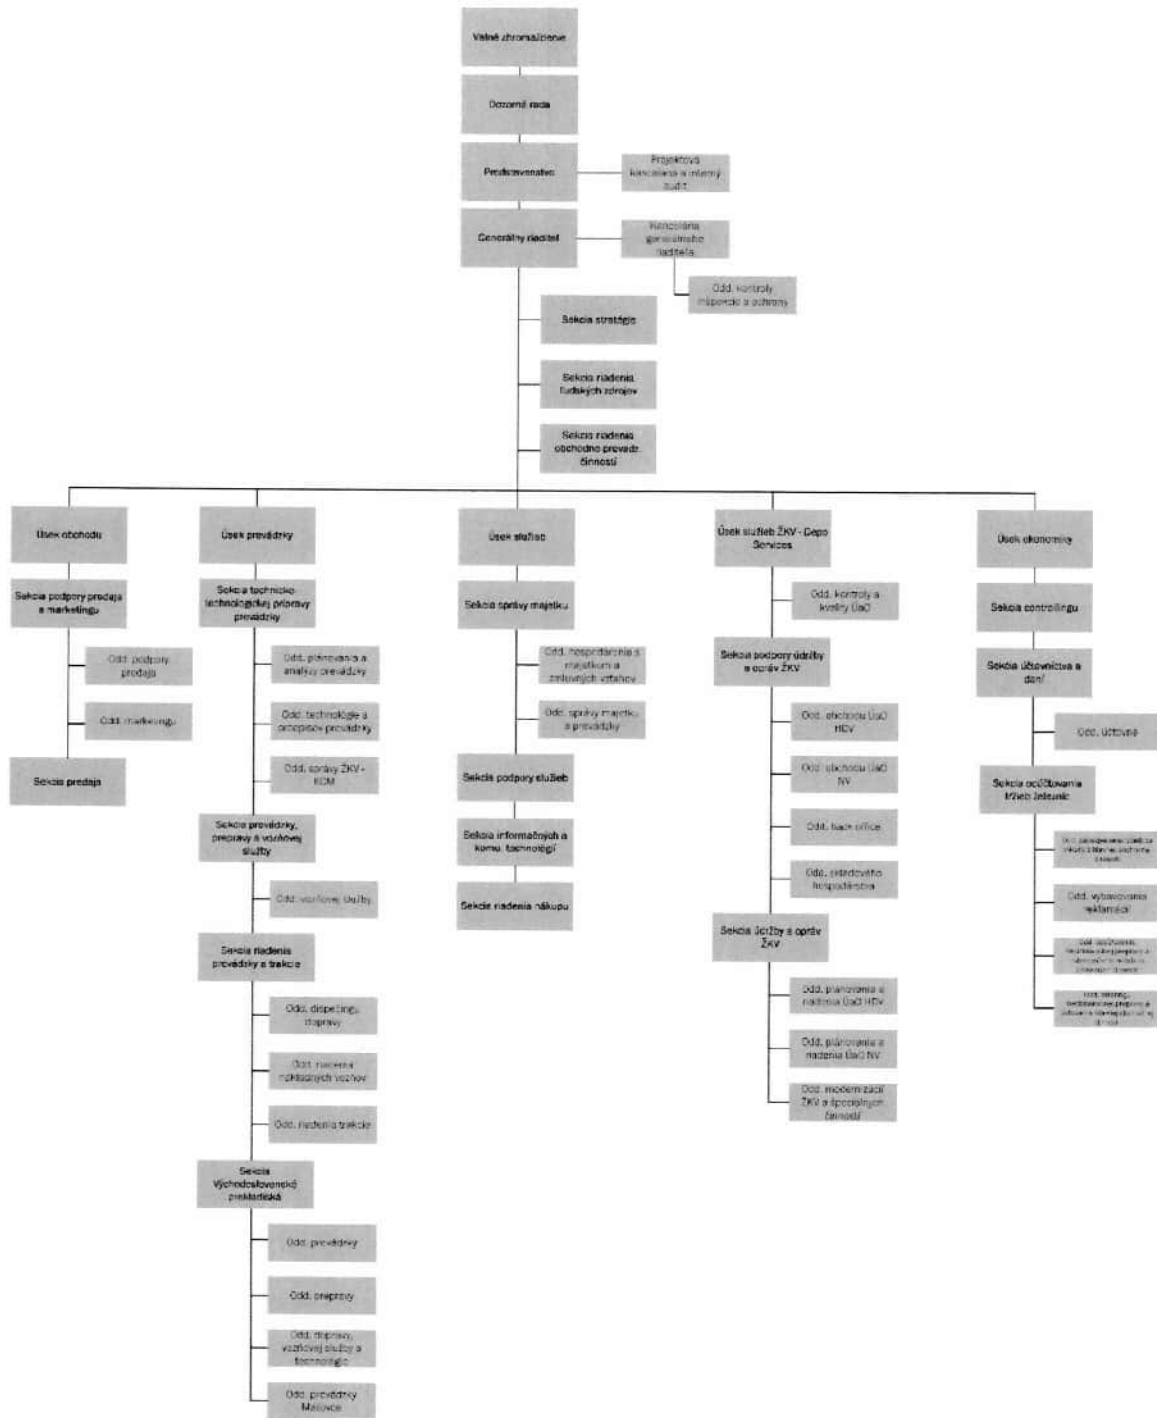 Valné zhromaždenie
Dozorná rada
Predstavenstvo
Projektová
kancelária a interný
audit
Generálny riaditeľ
Kancelária
generálneho
riaditeľa
Odd. kontroly
inšpekcie a ochrany
Sekcia stratégie
Sekcia riadenia
ľudských zdrojov
Sekcia riadenia
obchodno prevádz.
činností
Úsek obchodu
Sekcia podpory predaja
a marketingu
Odd. podpory
predaja
Odd. marketingu
Sekcia predaja
Úsek prevádzky
Sekcia technicko
technologickej prípravy
prevádzky
Odd. plánovania a
analýzy prevádzky
Odd. technológie a
predpisov prevádzky
Odd. správy ŽKV -
Sekcia prevádzky,
prepravy a vozňovej
služby
Odd. vozňovej služby
Sekcia riadenia
prevádzky a trakcie
Odd. dispečingu
dopravy
Odd. riadenia
nákladných vozňov
Odd. riadenia trakcie
Sekcia
Východoslovenské
prekladiská
Odd. prevádzky
Odd. prepravy
Odd. dopravy,
vozňovej služby a
technológie
Odd. prevádzky
Maťovce
Úsek služieb
Sekcia správy majetku
Odd. hospodárenia s
majetkom a
zmluvných vzťahov
Odd. správy majetku
a prevádzky
Sekcia podpory služieb
Sekcia informačných a
komu. technológií
Sekcia riadenia nákupu
Úsek služieb ŽKV - Depo
Services
Odd. kontroly a
kvality ÚaO
Sekcia podpory údržby
a opráv ŽKV
Odd. obchodu ÚaO
HDV
Odd. obchodu ÚaO
NV
Odd. back office
Odd. skladového
hospodárstva
Sekcia údržby a opráv
ŽKV
Odd. plánovania a
riadenia ÚaO HDV
Odd. plánovania a
riadenia ÚaO NV
Odd. modernizácií
ŽKV a špeciálnych
činností
Úsek ekonomiky
Sekcia controllingu
Sekcia účtovníctva a
daní
Odd. účtovné
Sekcia odúčtovania
tržieb železníc
Odd. vybavovania
reklamácií